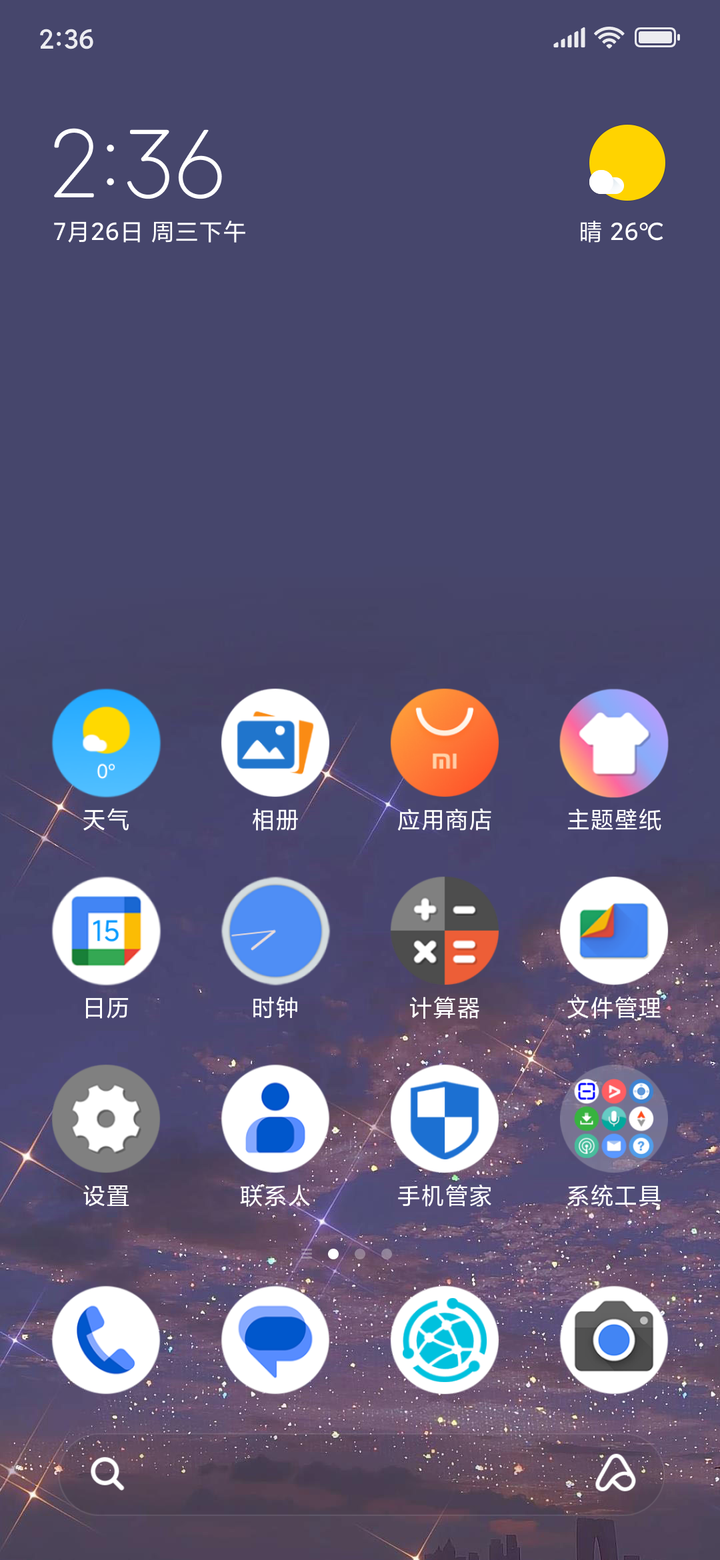 2:36
2:36
7月26日 周三下午
晴 26℃
0°
mi
天气
相册
应用商店
主题壁纸
15
日历
时钟
计算器
文件管理
设置
联系人
手机管家
系统工具